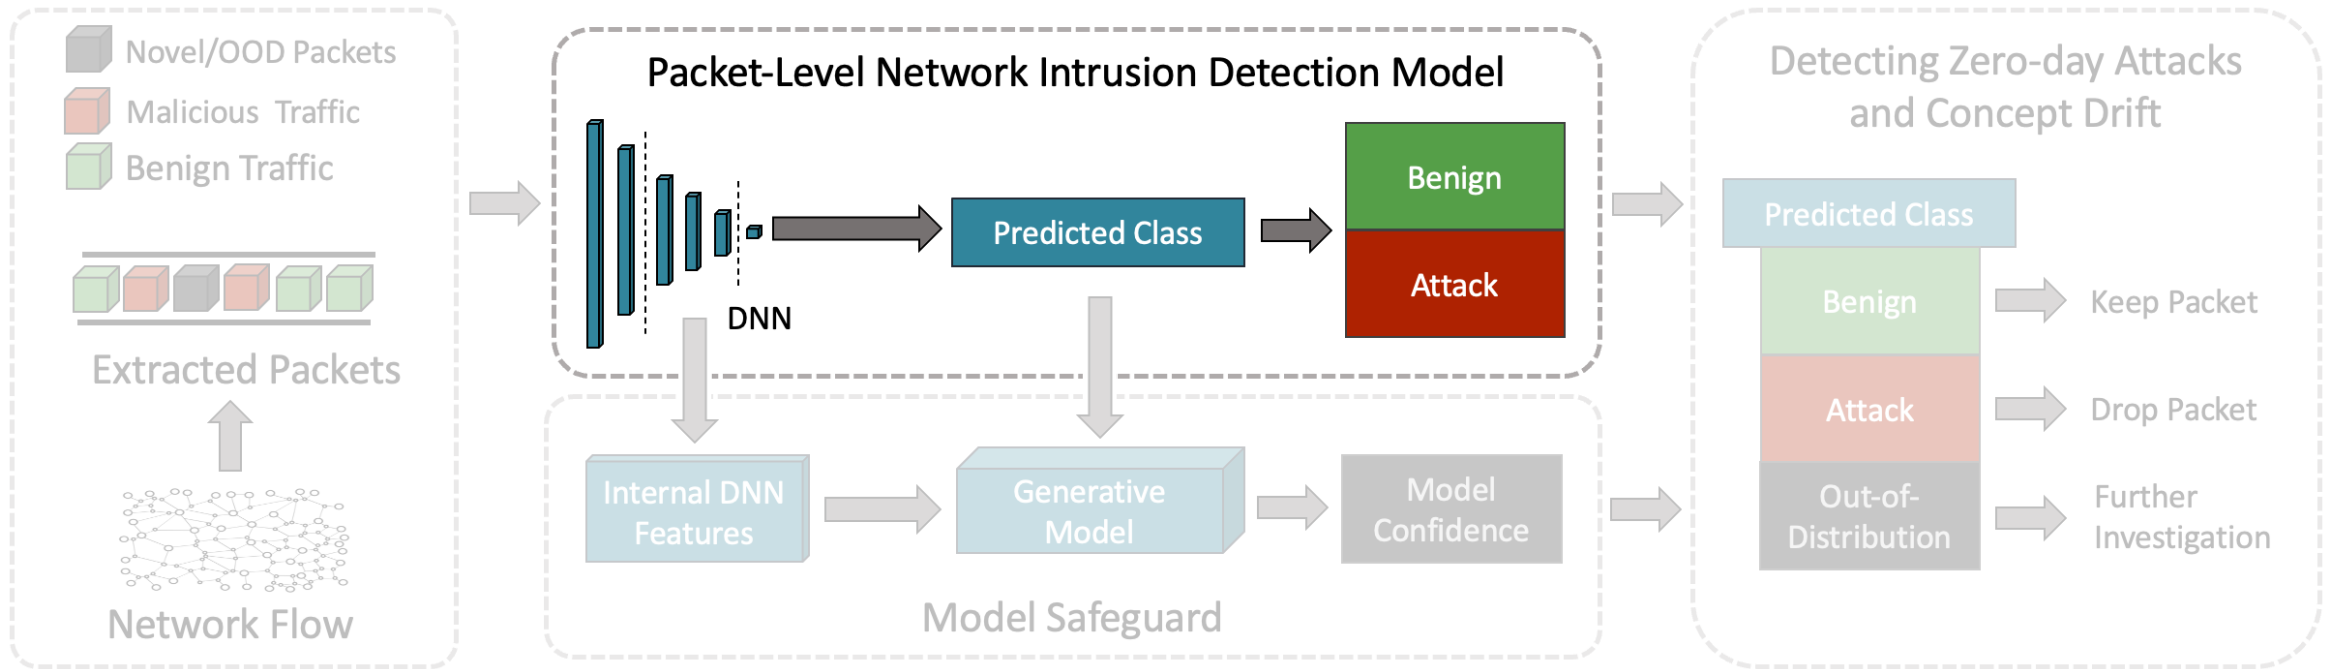 Novel/OOD Packets
Malicious Traffic
Benign Traffic
Extracted Packets
Network Flow
Packet-Level Network Intrusion Detection Model
DNN
Predicted Class
Benign
Attack
Internal DNN
Features
Generative
Model
Model
Confidence
Model Safeguard
Detecting Zero-day Attacks
and Concept Drift
Predicted Class
Benign
Keep Packet
Attack
Drop Packet
Out-of-
Distribution
Further
Investigation